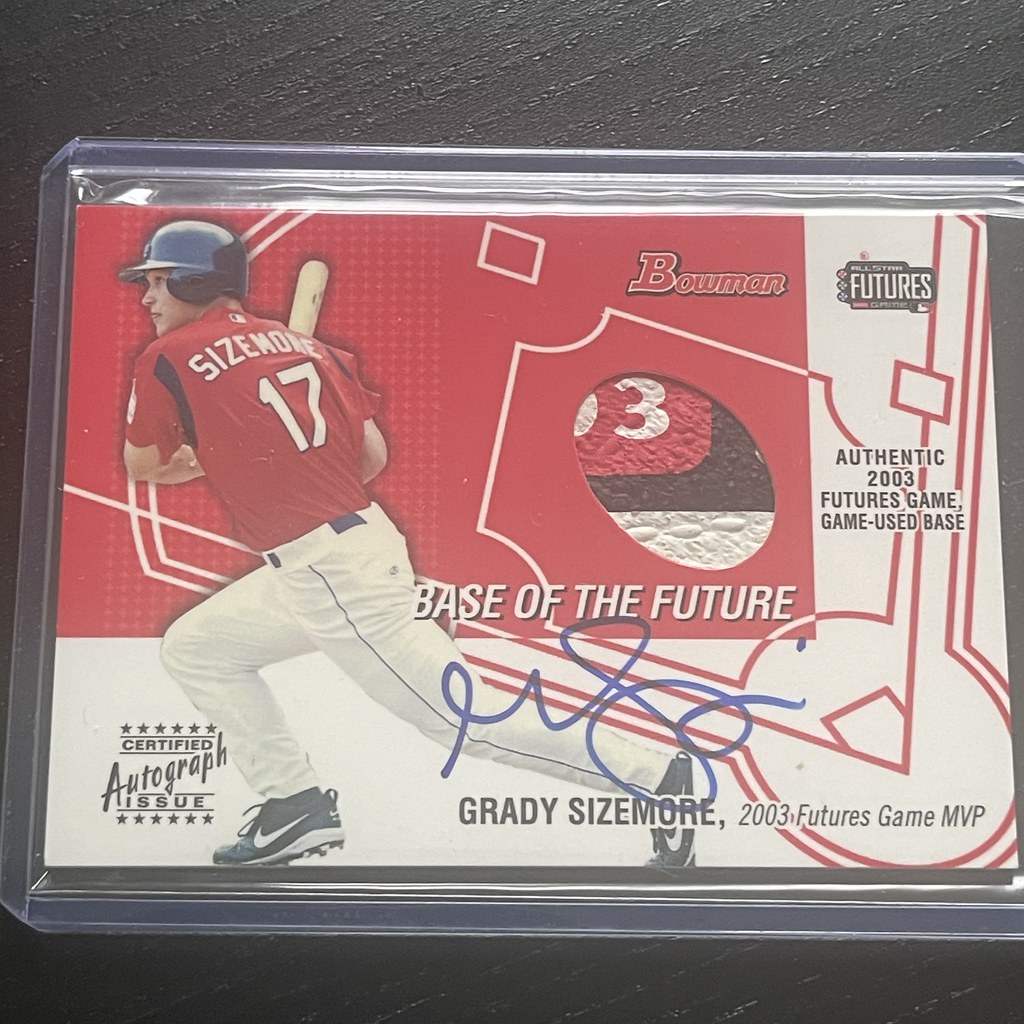 Bowman
ALL STAR
FUTURES
GAME
SIZEMORE
17
03
AUTHENTIC
2003
FUTURES GAME,
GAME-USED BASE
BASE OF THE FUTURE
CERTIFIED
Autograph
ISSUE
GRADY SIZEMORE, 2003 Futures Game MVP